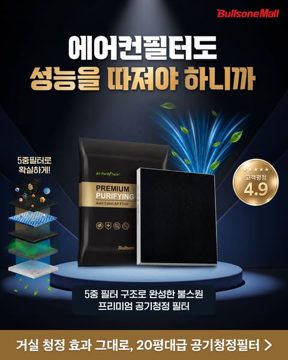 BullsoneMall
에어컨필터도
성능을 따져야 하니까
5중필터로
확실하게!
PREMIUM
PURIFYING
Bullsone
고객평점
4.9
5중 필터 구조로 완성한 불스원
프리미엄 공기청정 필터
거실 청정 효과 그대로, 20평대급 공기청정필터 >